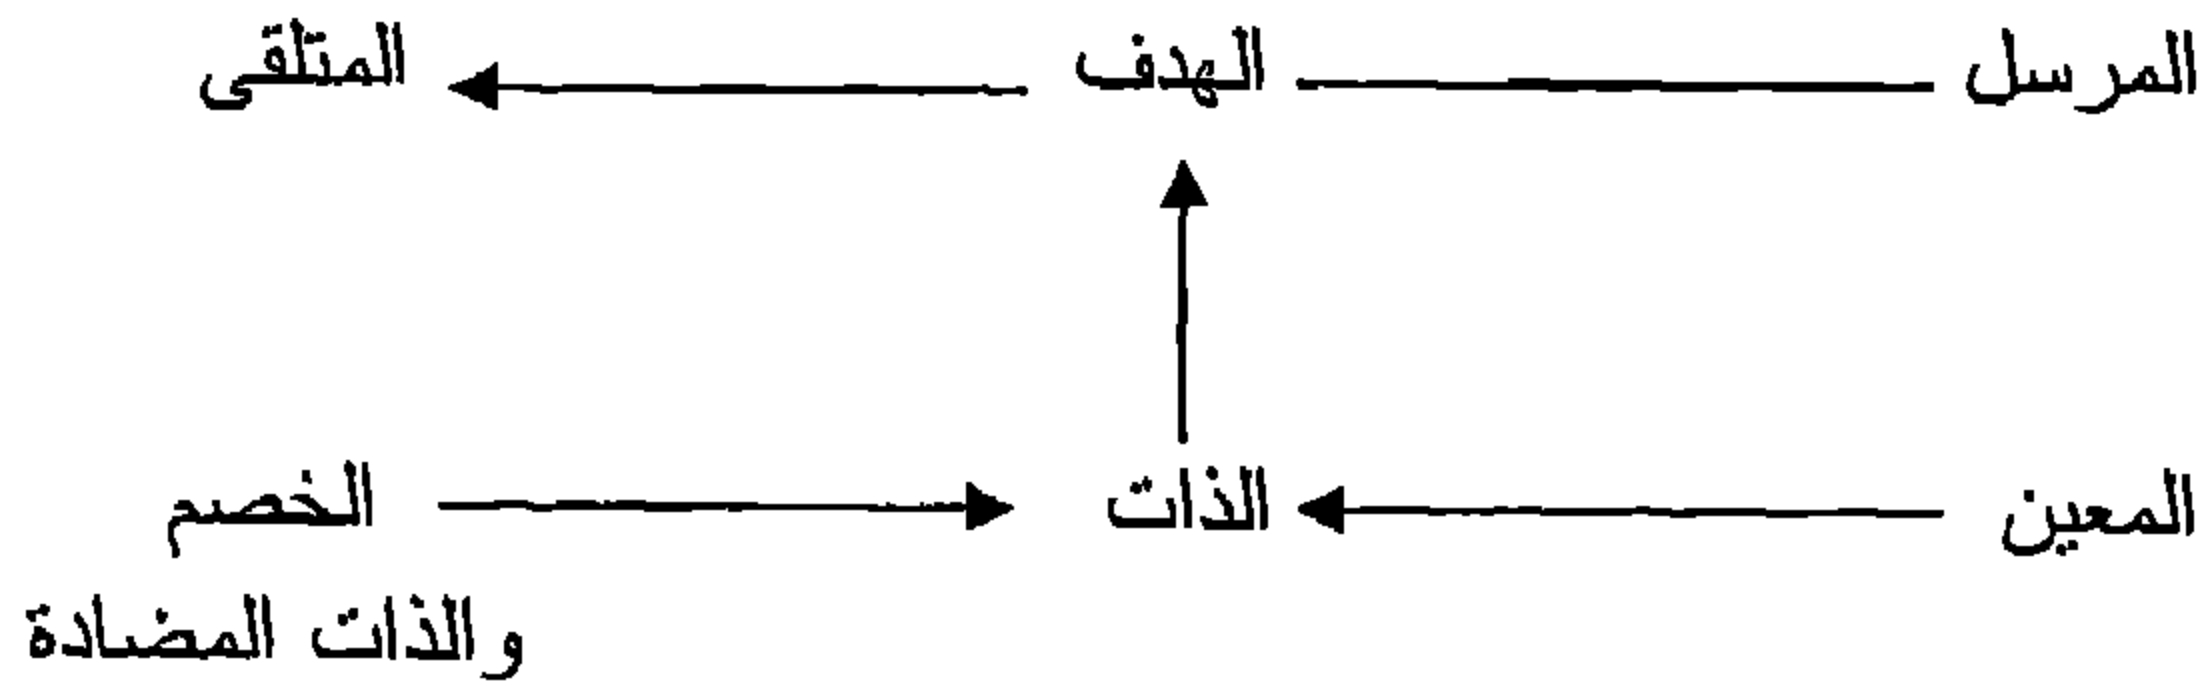 المرسل الهدف المتلقى
المعين الذات الخصم
والذات المضادة